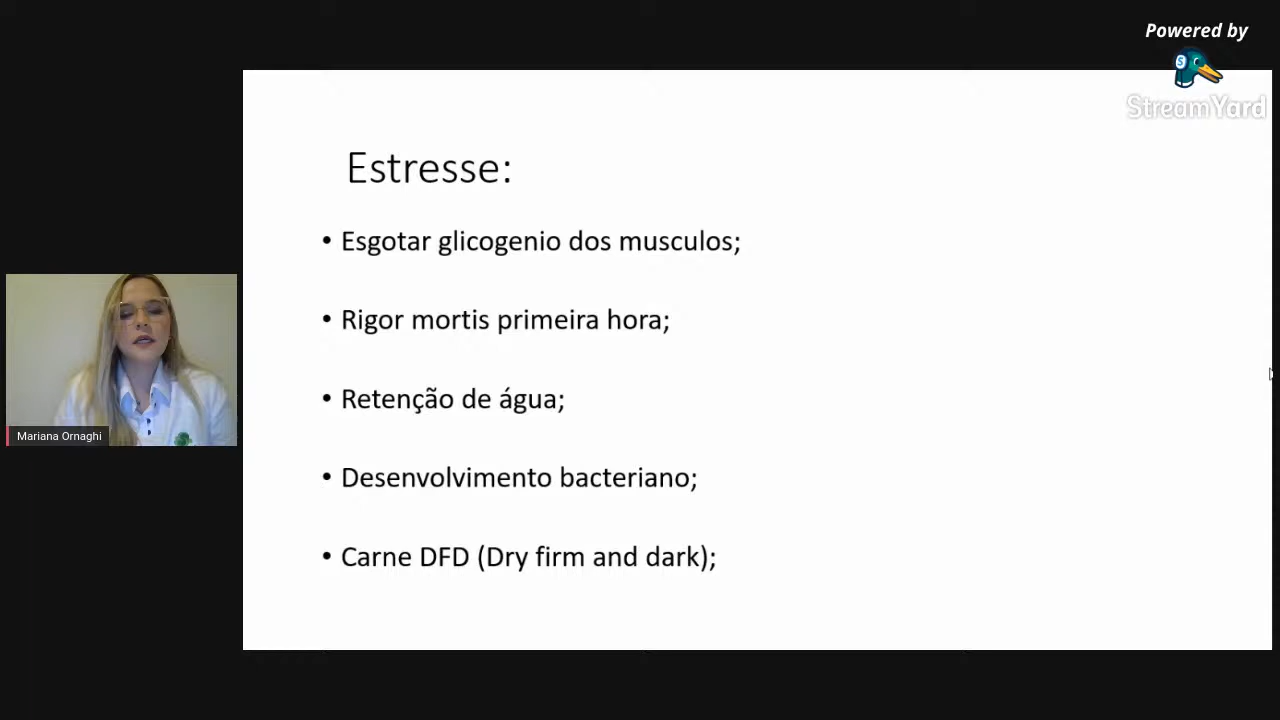 Powered by
StreamYard
Estresse:
• Esgotar glicogenio dos musculos;
• Rigor mortis primeira hora;
• Retenção de água;
• Desenvolvimento bacteriano;
• Carne DFD (Dry firm and dark);
Mariana Ornaghi